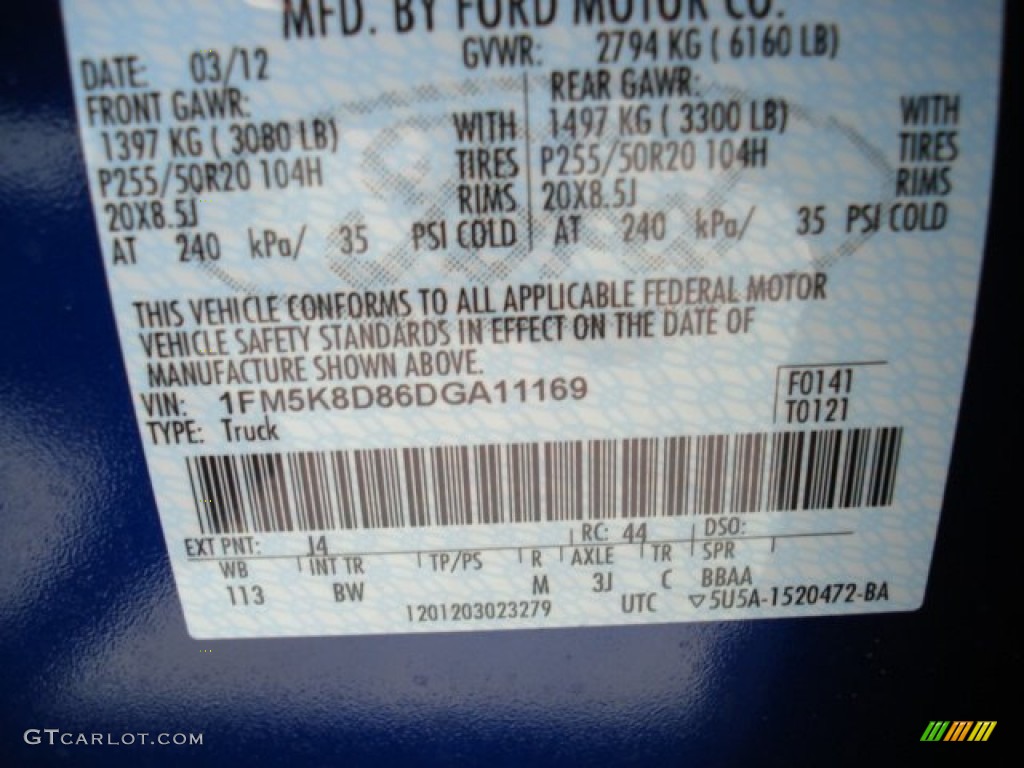 MFD. BY FORD MOTOR CO.
DATE: 03/12 GVWR: 2794 KG ( 6160 LB)
FRONT GAWR: REAR GAWR:
1397 KG ( 3080 LB) WITH 1497 KG ( 3300 LB) WITH
P255/50R20 104H TIRES P255/50R20 104H TIRES
20X8.5J RIMS 20X8.5J RIMS
AT 240 kPa/ 35 PSI COLD AT 240 kPa/ 35 PSI COLD
THIS VEHICLE CONFORMS TO ALL APPLICABLE FEDERAL MOTOR
VEHICLE SAFETY STANDARDS IN EFFECT ON THE DATE OF
MANUFACTURE SHOWN ABOVE.
VIN: 1FM5K8D86DGA11169 F0141
TYPE: Truck T0121
EXT PNT: J4 RC: 44 DSO:
WB INT TR TP/PS R AXLE TR SPR
113 BW M 3J C BBAA
1201203023279 UTC ▽5U5A-1520472-BA
GTCARLOT.COM